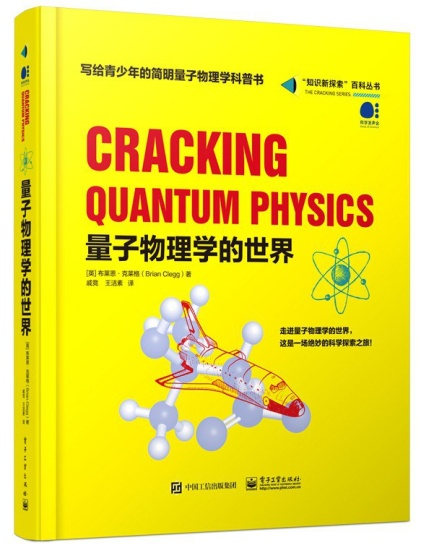 写给青少年的简明量子物理学科普书
“知识新探索”百科丛书
THE CRACKING SERIES
CRACKING
QUANTUM PHYSICS
量子物理学的世界
[英] 布莱恩·克莱格（Brian Clegg）著
戚竞 王洁素 译
走进量子物理学的世界，
这是一场绝妙的科学探索之旅！
中国工信出版集团
电子工业出版社
CRACKING
QUANTUM PHYSICS
量子物理学的世界